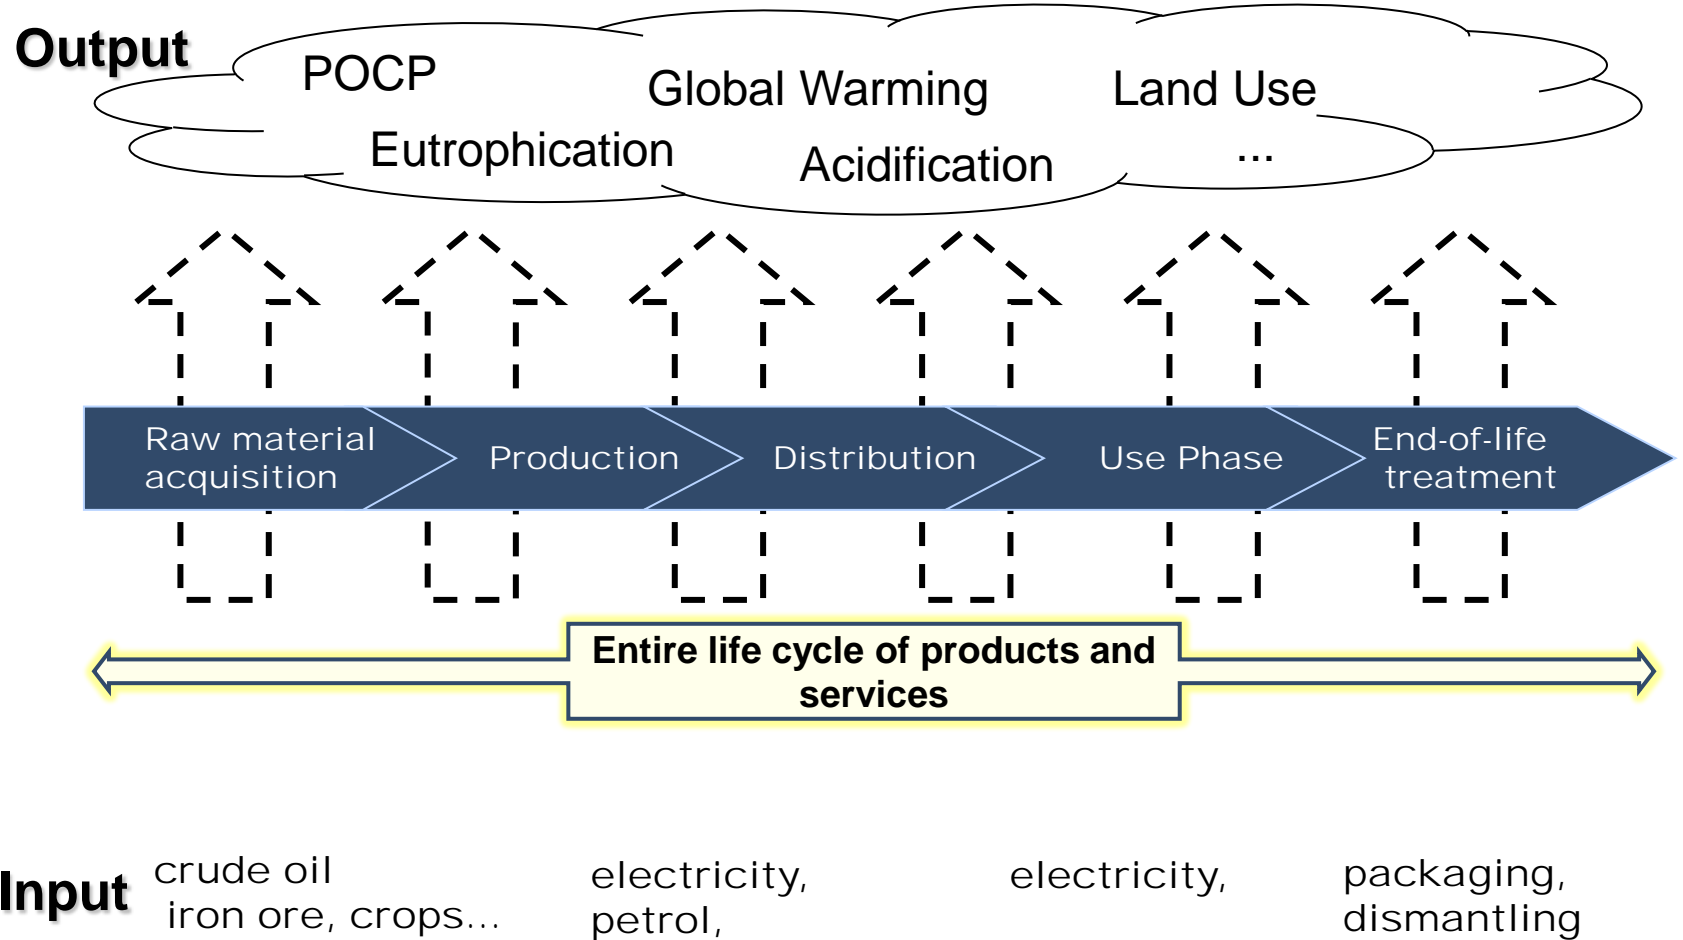 Output
POCP
Global Warming
Land Use
Eutrophication
Acidification
...
Raw material
acquisition
Production
Distribution
Use Phase
End-of-life
treatment
Entire life cycle of products and
services
Input
crude oil
iron ore, crops...
electricity,
petrol,
electricity,
packaging,
dismantling